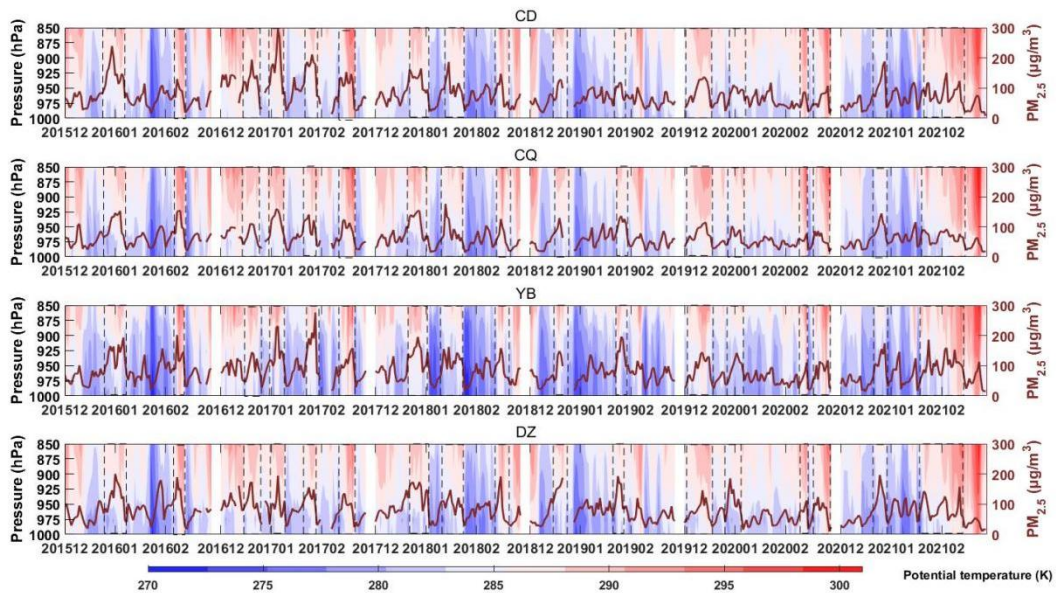 CD
850 875 900 925 950 975 1000
Pressure (hPa)
300 200 100 0
PM2.5 (μg/m³)
201512 201601 201602 201612 201701 201702 201712 201801 201802 201812 201901 201902 201912 202001 202002 202012 202101 202102
CQ
850 875 900 925 950 975 1000
Pressure (hPa)
300 200 100 0
PM2.5 (μg/m³)
201512 201601 201602 201612 201701 201702 201712 201801 201802 201812 201901 201902 201912 202001 202002 202012 202101 202102
YB
850 875 900 925 950 975 1000
Pressure (hPa)
300 200 100 0
PM2.5 (μg/m³)
201512 201601 201602 201612 201701 201702 201712 201801 201802 201812 201901 201902 201912 202001 202002 202012 202101 202102
DZ
850 875 900 925 950 975 1000
Pressure (hPa)
300 200 100 0
PM2.5 (μg/m³)
201512 201601 201602 201612 201701 201702 201712 201801 201802 201812 201901 201902 201912 202001 202002 202012 202101 202102
270 275 280 285 290 295 300
Potential temperature (K)